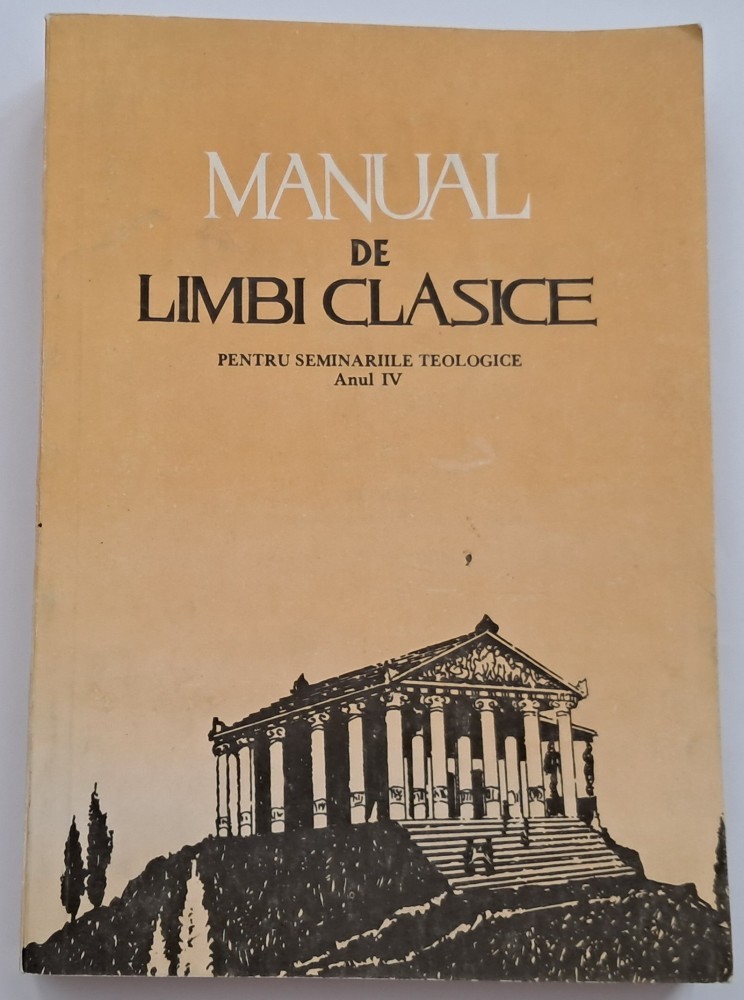 MANUAL
DE
LIMBI CLASICE
PENTRU SEMINARIILE TEOLOGICE
Anul IV